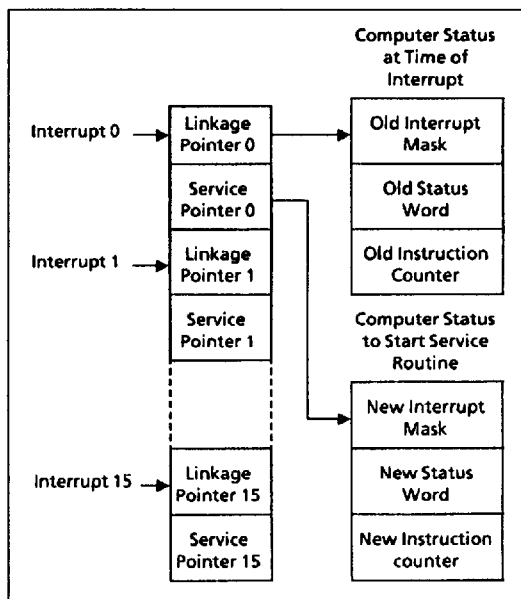 Computer Status
at Time of
Interrupt
Interrupt 0
Linkage
Pointer 0
Old Interrupt
Mask
Service
Pointer 0
Old Status
Word
Interrupt 1
Linkage
Pointer 1
Old Instruction
Counter
Service
Pointer 1
Computer Status
to Start Service
Routine
New Interrupt
Mask
Interrupt 15
Linkage
Pointer 15
New Status
Word
Service
Pointer 15
New Instruction
counter